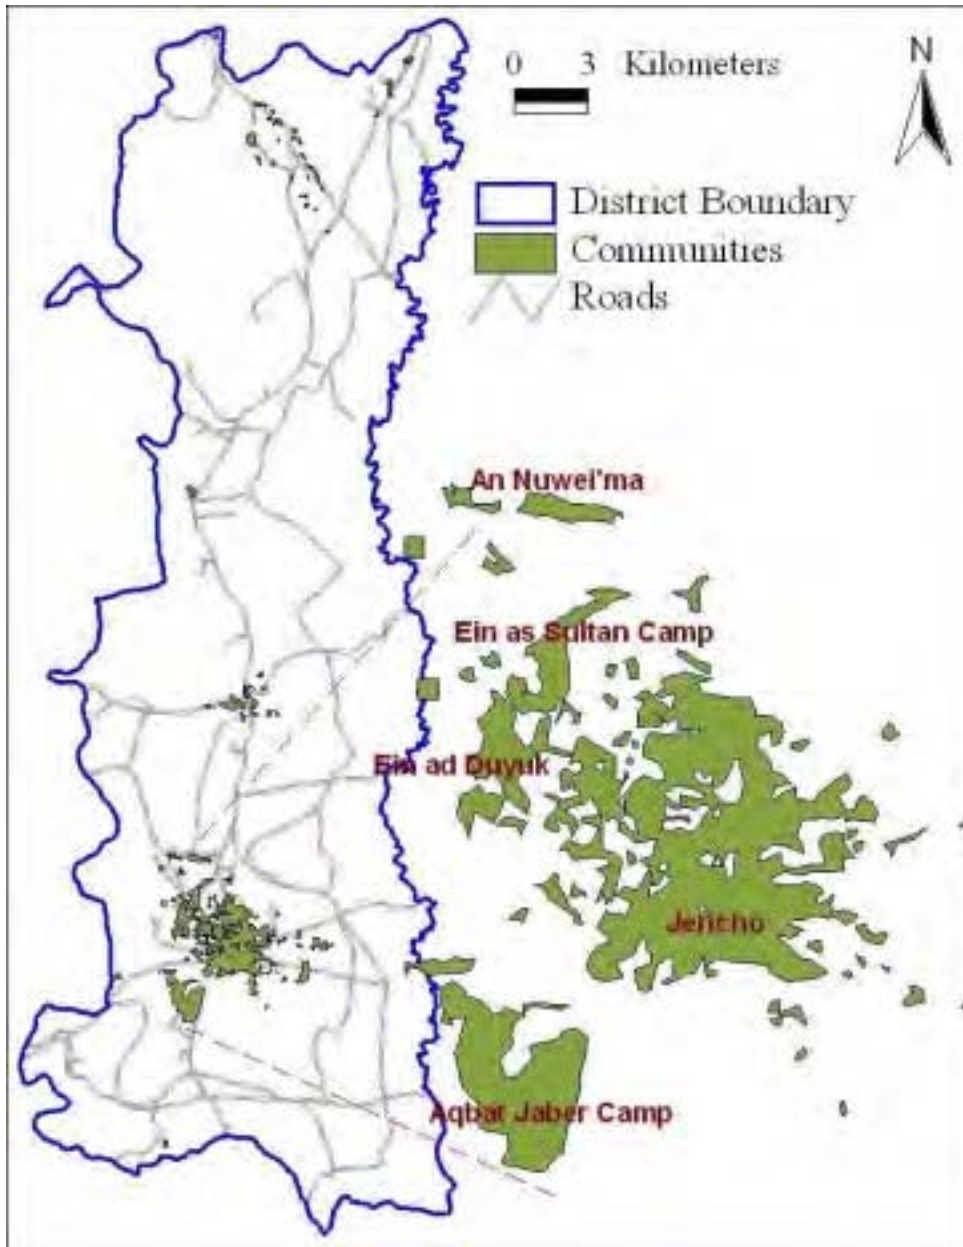 0 3 Kilometers
N
District Boundary
Communities
Roads
An Nuwei'ma
Ein as Sultan Camp
Ein ad Duyuk
Jericho
Aqbat Jaber Camp